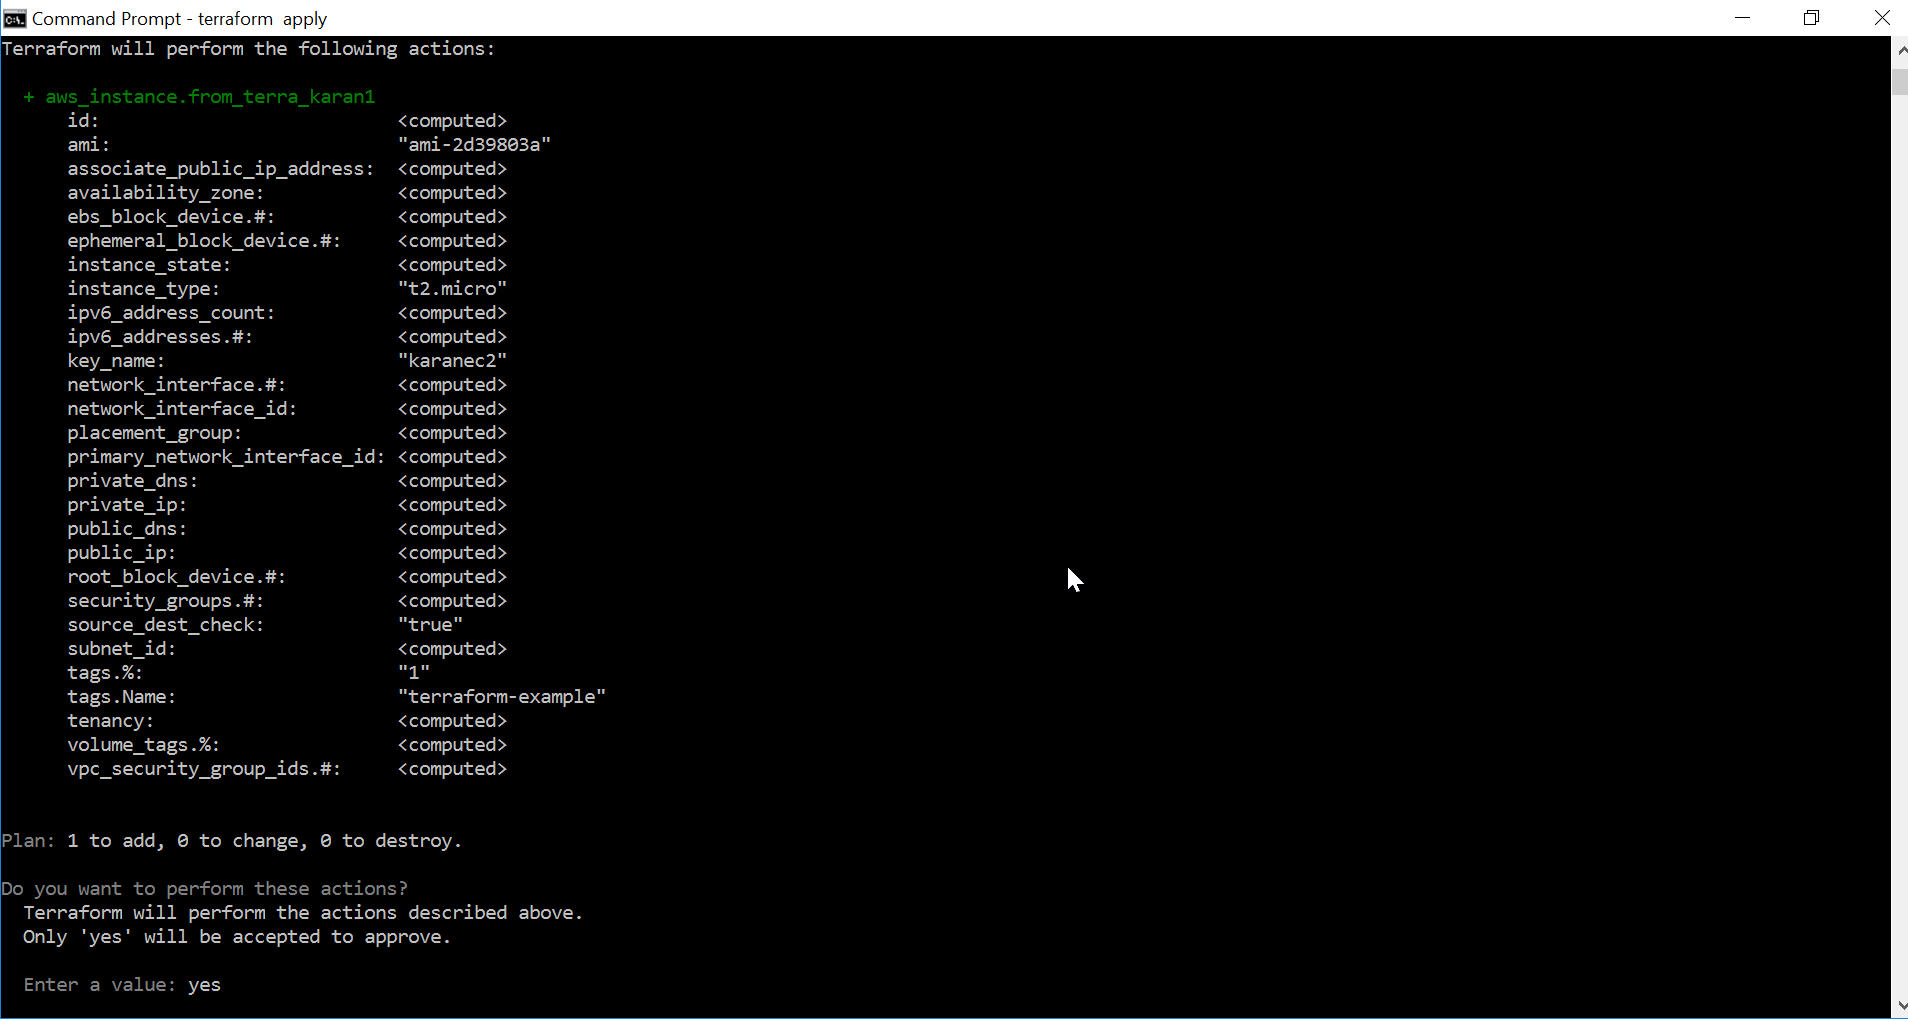 Command Prompt - terraform  apply
Terraform will perform the following actions:
+ aws_instance.from_terra_karan1
id: <computed>
ami: "ami-2d39803a"
associate_public_ip_address: <computed>
availability_zone: <computed>
ebs_block_device.#: <computed>
ephemeral_block_device.#: <computed>
instance_state: <computed>
instance_type: "t2.micro"
ipv6_address_count: <computed>
ipv6_addresses.#: <computed>
key_name: "karanec2"
network_interface.#: <computed>
network_interface_id: <computed>
placement_group: <computed>
primary_network_interface_id: <computed>
private_dns: <computed>
private_ip: <computed>
public_dns: <computed>
public_ip: <computed>
root_block_device.#: <computed>
security_groups.#: <computed>
source_dest_check: "true"
subnet_id: <computed>
tags.%: "1"
tags.Name: "terraform-example"
tenancy: <computed>
volume_tags.%: <computed>
vpc_security_group_ids.#: <computed>
Plan: 1 to add, 0 to change, 0 to destroy.
Do you want to perform these actions?
Terraform will perform the actions described above.
Only 'yes' will be accepted to approve.
Enter a value: yes